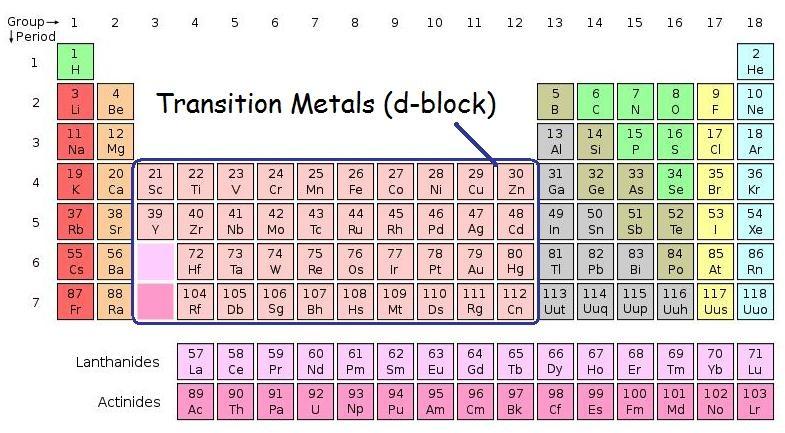 Group→ 1 2 3 4 5 6 7 8 9 10 11 12 13 14 15 16 17 18
↓Period
1 1 2
H He
2 3 4 5 6 7 8 9 10
Li Be B C N O F Ne
Transition Metals (d-block)
3 11 12 13 14 15 16 17 18
Na Mg Al Si P S Cl Ar
4 19 20 21 22 23 24 25 26 27 28 29 30 31 32 33 34 35 36
K Ca Sc Ti V Cr Mn Fe Co Ni Cu Zn Ga Ge As Se Br Kr
5 37 38 39 40 41 42 43 44 45 46 47 48 49 50 51 52 53 54
Rb Sr Y Zr Nb Mo Tc Ru Rh Pd Ag Cd In Sn Sb Te I Xe
6 55 56 72 73 74 75 76 77 78 79 80 81 82 83 84 85 86
Cs Ba Hf Ta W Re Os Ir Pt Au Hg Tl Pb Bi Po At Rn
7 87 88 104 105 106 107 108 109 110 111 112 113 114 115 116 117 118
Fr Ra Rf Db Sg Bh Hs Mt Ds Rg Cn Uut Uuq Uup Uuh Uus Uuo
Lanthanides 57 58 59 60 61 62 63 64 65 66 67 68 69 70 71
La Ce Pr Nd Pm Sm Eu Gd Tb Dy Ho Er Tm Yb Lu
Actinides 89 90 91 92 93 94 95 96 97 98 99 100 101 102 103
Ac Th Pa U Np Pu Am Cm Bk Cf Es Fm Md No Lr